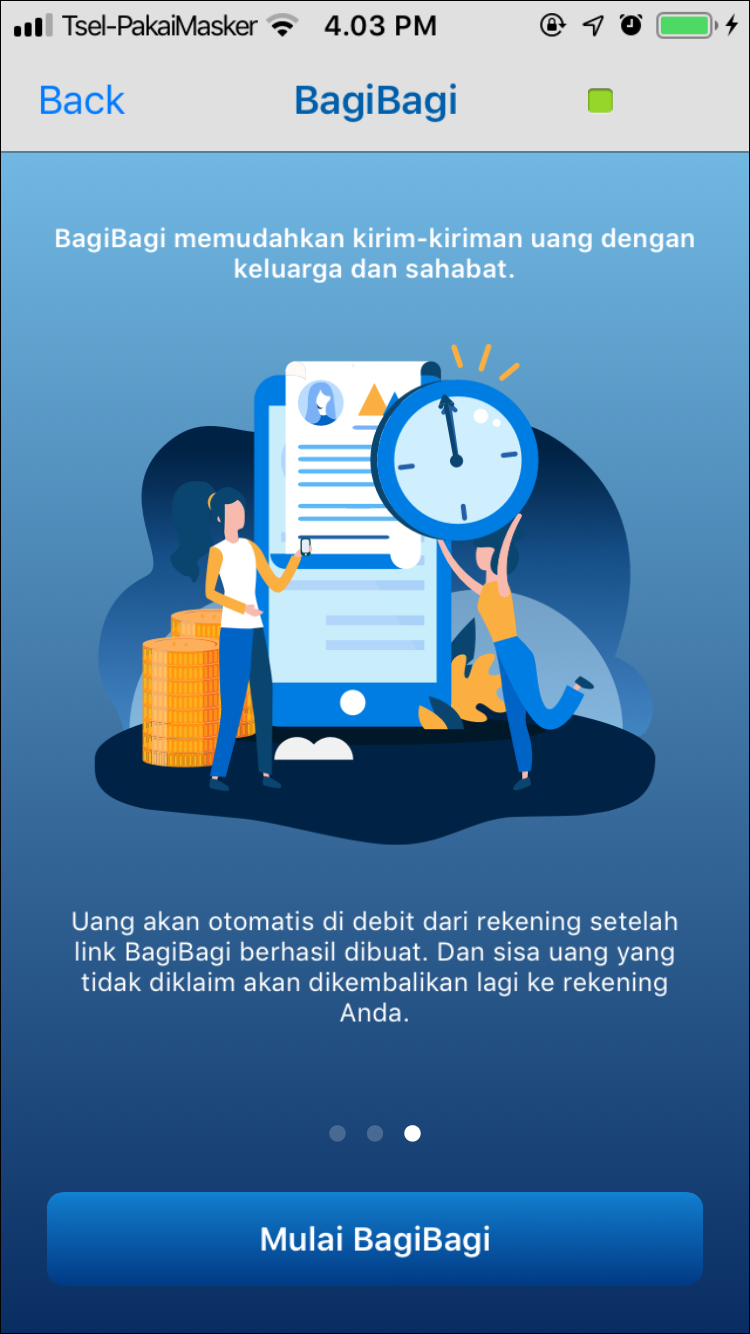 Tsel-PakaiMasker 4.03 PM
Back BagiBagi
BagiBagi memudahkan kirim-kiriman uang dengan
keluarga dan sahabat.
Uang akan otomatis di debit dari rekening setelah
link BagiBagi berhasil dibuat. Dan sisa uang yang
tidak diklaim akan dikembalikan lagi ke rekening
Anda.
Mulai BagiBagi